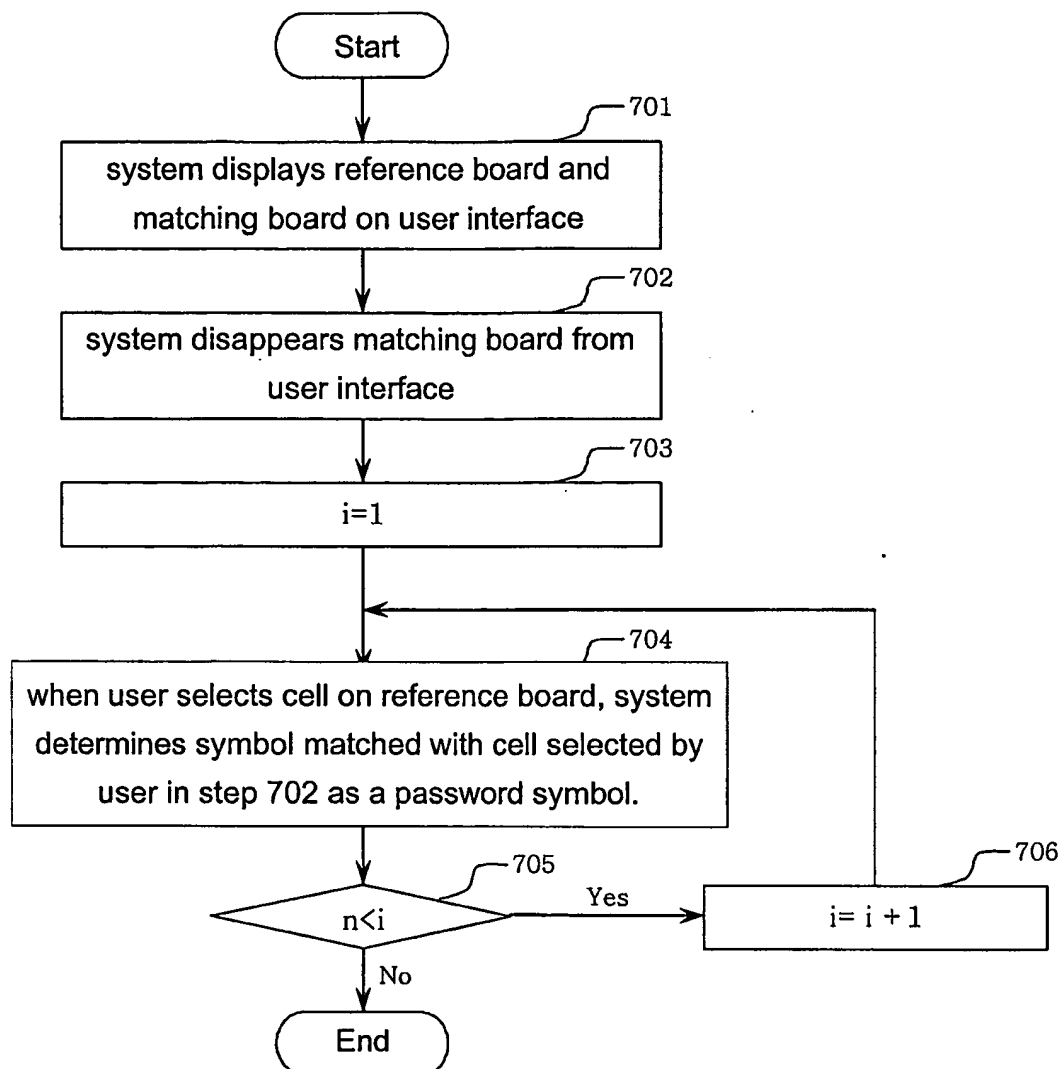 Start
701
system displays reference board and
matching board on user interface
702
system disappears matching board from
user interface
703
i=1
704
when user selects cell on reference board, system
determines symbol matched with cell selected by
user in step 702 as a password symbol.
705
n<i
Yes
706
i= i + 1
No
End